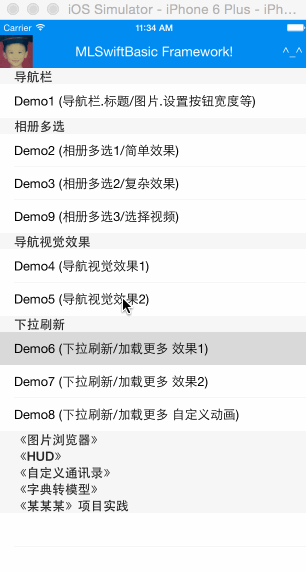 iOS Simulator - iPhone 6 Plus - iPh...
Carrier 11:34 AM
MLSwiftBasic Framework! ^_^
导航栏
Demo1 (导航栏.标题/图片.设置按钮宽度等)
相册多选
Demo2 (相册多选1/简单效果)
Demo3 (相册多选2/复杂效果)
Demo9 (相册多选3/选择视频)
导航视觉效果
Demo4 (导航视觉效果1)
Demo5 (导航视觉效果2)
下拉刷新
Demo6 (下拉刷新/加载更多 效果1)
Demo7 (下拉刷新/加载更多 效果2)
Demo8 (下拉刷新/加载更多 自定义动画)
《图片浏览器》
《HUD》
《自定义通讯录》
《字典转模型》
《某某某》项目实践